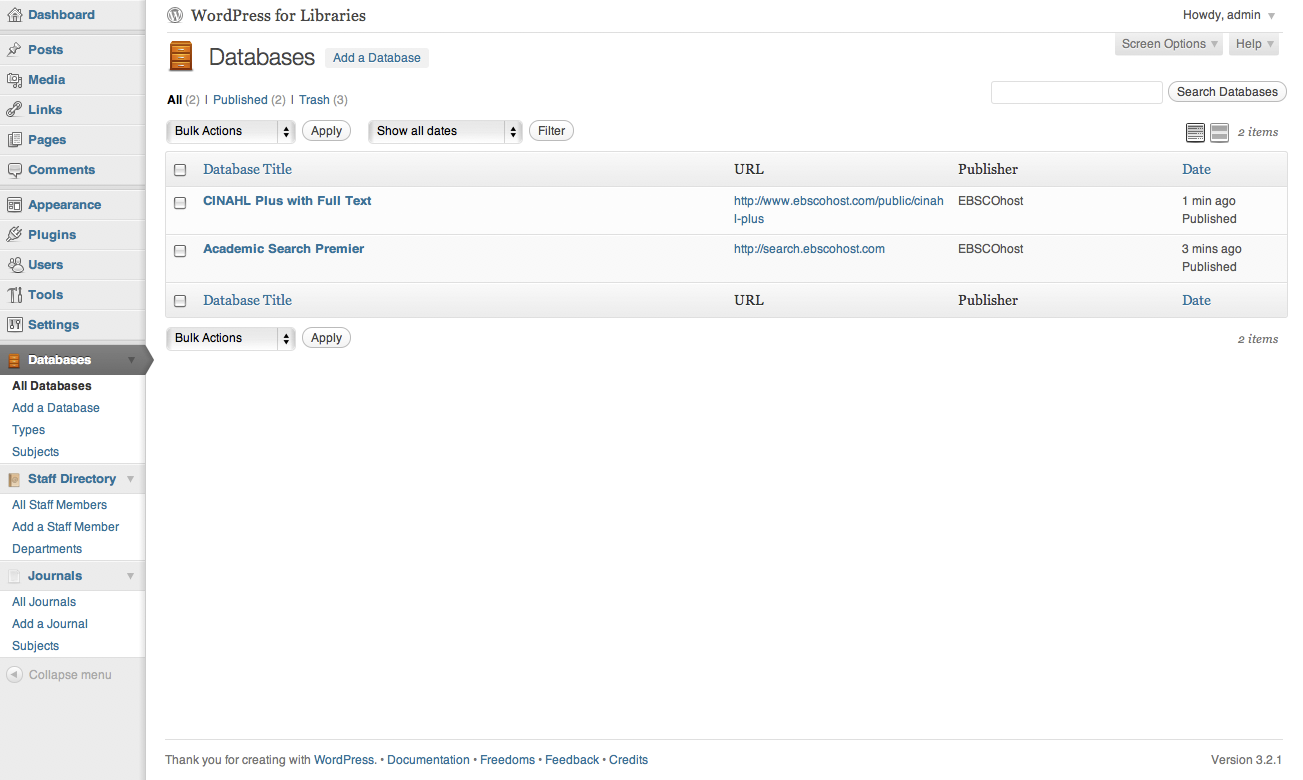 Dashboard
Posts
Media
Links
Pages
Comments
Appearance
Plugins
Users
Tools
Settings
Databases
All Databases
Add a Database
Types
Subjects
Staff Directory
All Staff Members
Add a Staff Member
Departments
Journals
All Journals
Add a Journal
Subjects
Collapse menu
WordPress for Libraries
Howdy, admin
Screen Options
Help
Databases
Add a Database
All (2) | Published (2) | Trash (3)
Search Databases
Bulk Actions
Apply
Show all dates
Filter
2 items
Database Title URL Publisher Date
CINAHL Plus with Full Text http://www.ebscohost.com/public/cinah EBSCOhost 1 min ago
l-plus Published
Academic Search Premier http://search.ebscohost.com EBSCOhost 3 mins ago
Published
Database Title URL Publisher Date
Bulk Actions
Apply
2 items
Thank you for creating with WordPress. • Documentation • Freedoms • Feedback • Credits
Version 3.2.1